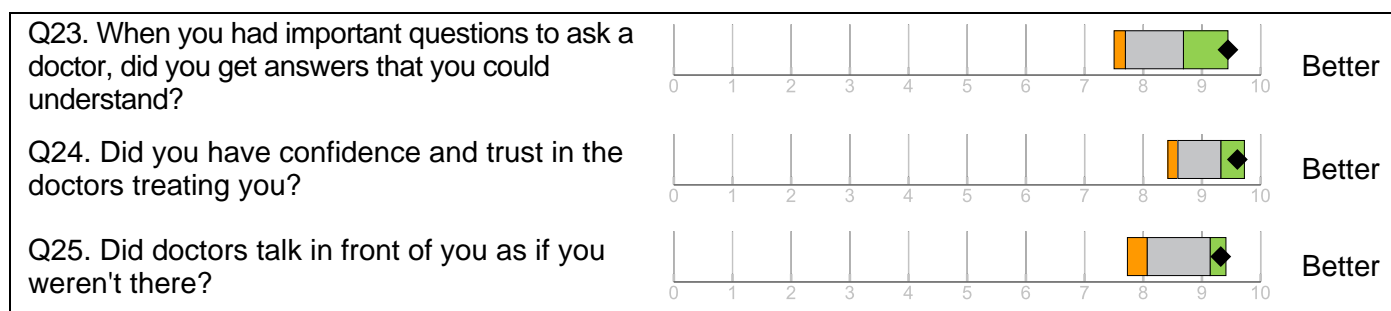 Q23. When you had important questions to ask a
doctor, did you get answers that you could
understand?
0 1 2 3 4 5 6 7 8 9 10
Better
Q24. Did you have confidence and trust in the
doctors treating you?
0 1 2 3 4 5 6 7 8 9 10
Better
Q25. Did doctors talk in front of you as if you
weren't there?
0 1 2 3 4 5 6 7 8 9 10
Better